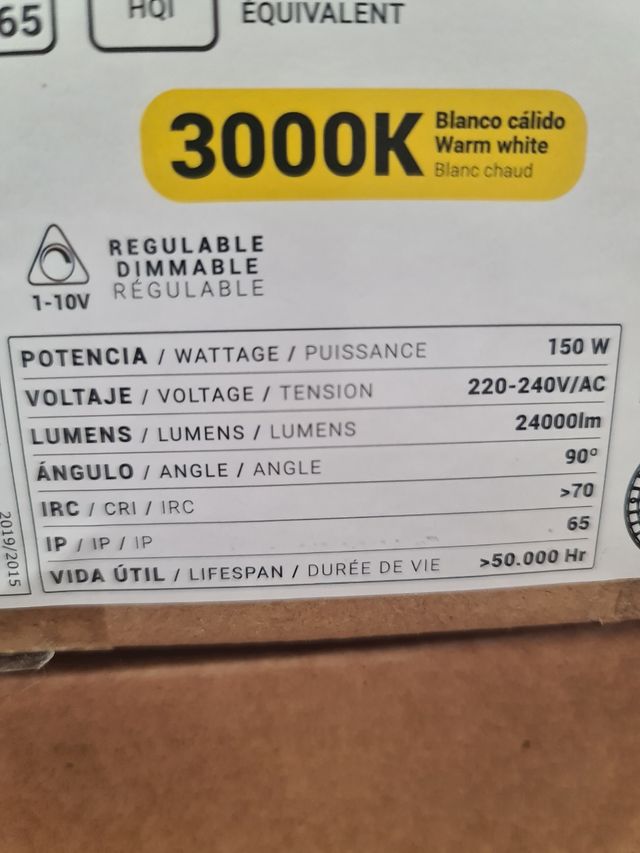 65
HQI
ÉQUIVALENT
3000K
Blanco cálido
Warm white
Blanc chaud
REGULABLE
DIMMABLE
RÉGULABLE
1-10V
POTENCIA / WATTAGE / PUISSANCE 150 W
VOLTAJE / VOLTAGE / TENSION 220-240V/AC
LUMENS / LUMENS / LUMENS 24000lm
ÁNGULO / ANGLE / ANGLE 90º
IRC / CRI / IRC >70
IP / IP / IP 65
VIDA ÚTIL / LIFESPAN / DURÉE DE VIE >50.000 Hr
2019/2015